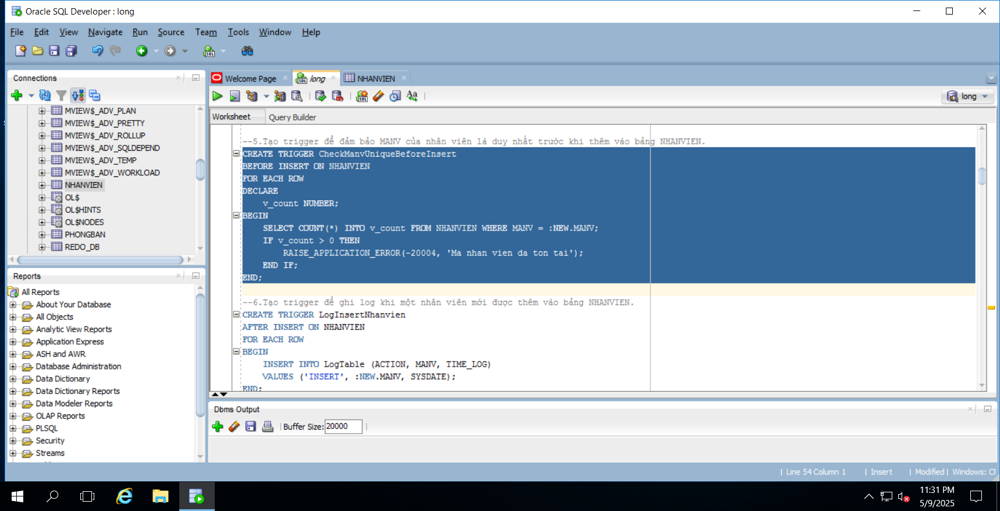 Oracle SQL Developer : long
File Edit View Navigate Run Source Team Tools Window Help
Connections
MVIEW$_ADV_PLAN
MVIEW$_ADV_PRETTY
MVIEW$_ADV_ROLLUP
MVIEW$_ADV_SQLDEPEND
MVIEW$_ADV_TEMP
MVIEW$_ADV_WORKLOAD
NHANVIEN
OL$
OL$HINTS
OL$NODES
PHONGBAN
REDO_DB
Reports
All Reports
About Your Database
All Objects
Analytic View Reports
Application Express
ASH and AWR
Database Administration
Data Dictionary
Data Dictionary Reports
Data Modeler Reports
OLAP Reports
PLSQL
Security
Streams
Welcome Page long NHANVIEN
long
Worksheet Query Builder
--5.Tạo trigger để đảm bảo MANV của nhân viên là duy nhất trước khi thêm vào bảng NHANVIEN.
CREATE TRIGGER CheckManvUniqueBeforeInsert
BEFORE INSERT ON NHANVIEN
FOR EACH ROW
DECLARE
v_count NUMBER;
BEGIN
SELECT COUNT(*) INTO v_count FROM NHANVIEN WHERE MANV = :NEW.MANV;
IF v_count > 0 THEN
RAISE_APPLICATION_ERROR(-20004, 'Ma nhan vien da ton tai');
END IF;
END;
--6.Tạo trigger để ghi log khi một nhân viên mới được thêm vào bảng NHANVIEN.
CREATE TRIGGER LogInsertNhanvien
AFTER INSERT ON NHANVIEN
FOR EACH ROW
BEGIN
INSERT INTO LogTable (ACTION, MANV, TIME_LOG)
VALUES ('INSERT', :NEW.MANV, SYSDATE);
END;
Dbms Output
Buffer Size: 20000
Line 54 Column 1 | Insert | Modified | Windows: CR
11:31 PM
5/9/2025